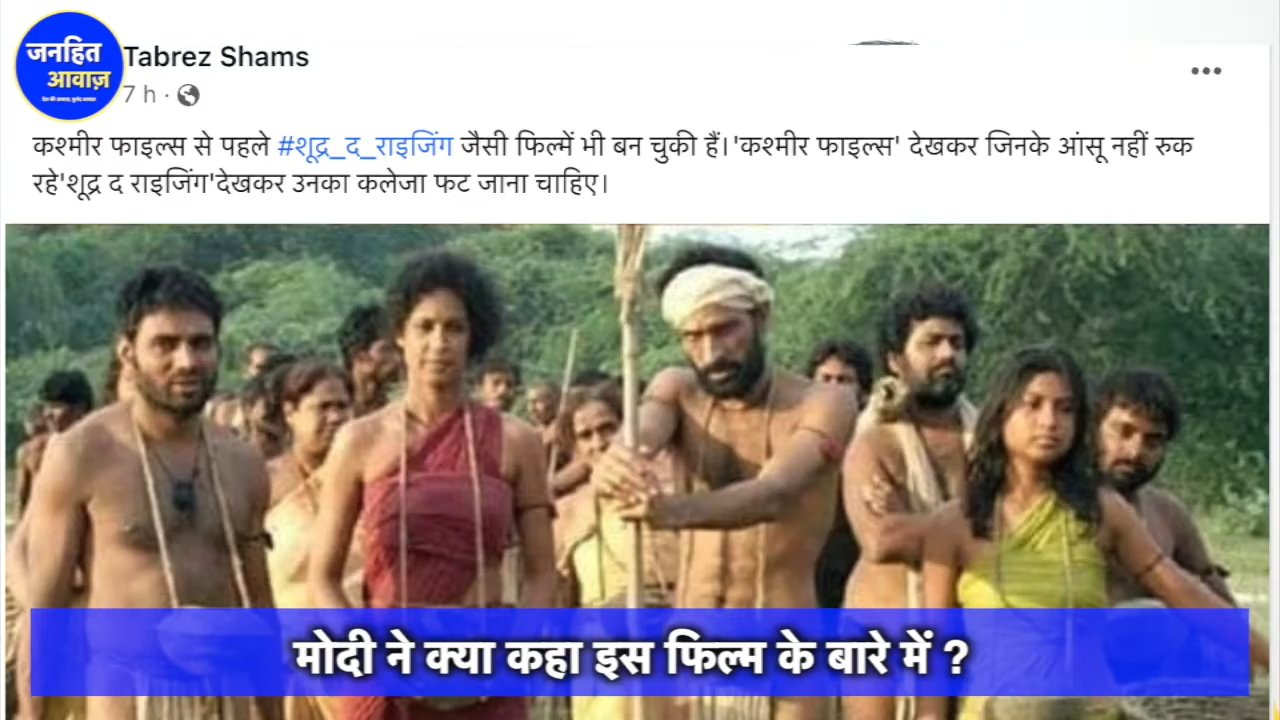 जनहित
आवाज़
Tabrez Shams
7 h ·
कश्मीर फाइल्स से पहले #शूद्र_द_राइजिंग जैसी फिल्में भी बन चुकी हैं।'कश्मीर फाइल्स' देखकर जिनके आंसू नहीं रुक
रहे'शूद्र द राइजिंग'देखकर उनका कलेजा फट जाना चाहिए।
मोदी ने क्या कहा इस फिल्म के बारे में ?